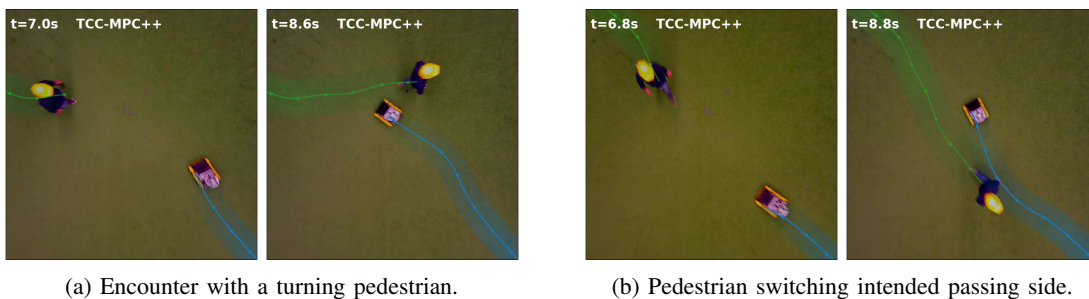 t=7.0s TCC-MPC++
t=8.6s TCC-MPC++
t=6.8s TCC-MPC++
t=8.8s TCC-MPC++
(a) Encounter with a turning pedestrian.
(b) Pedestrian switching intended passing side.